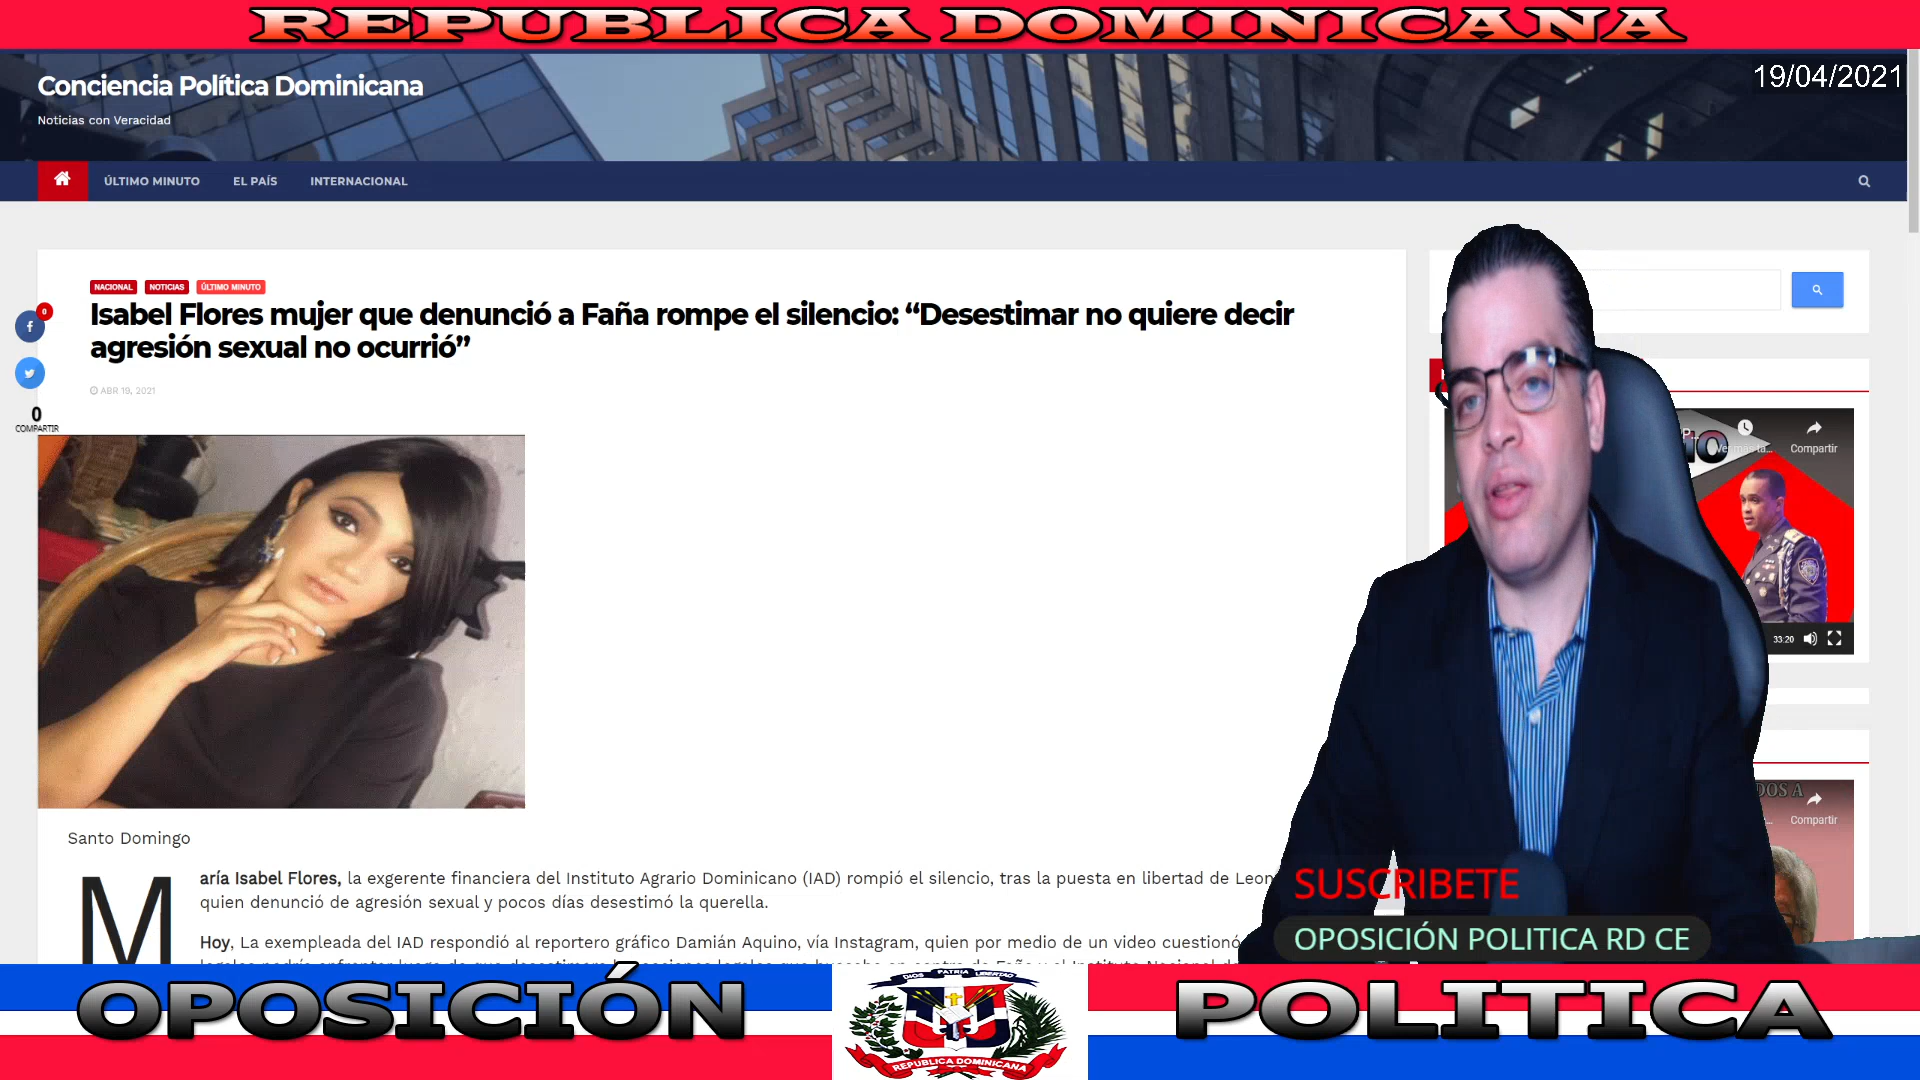 REPUBLICA DOMINICANA
Conciencia Política Dominicana
19/04/2021
Noticias con Veracidad
ÚLTIMO MINUTO
EL PAÍS
INTERNACIONAL
NACIONAL
NOTICIAS
ÚLTIMO MINUTO
0
Isabel Flores mujer que denunció a Faña rompe el silencio: “Desestimar no quiere decir
agresión sexual no ocurrió”
ABR 19, 2021
0
COMPARTIR
Compartir
33:20
Compartir
Santo Domingo
María Isabel Flores, la exgerente financiera del Instituto Agrario Dominicano (IAD) rompió el silencio, tras la puesta en libertad de Leon
quien denunció de agresión sexual y pocos días desestimó la querella.
Hoy, La exempleada del IAD respondió al reportero gráfico Damián Aquino, vía Instagram, quien por medio de un video cuestionó
SUSCRIBETE
OPOSICIÓN POLITICA RD CE
OPOSICIÓN
DIOS PATRIA LIBERTAD
REPUBLICA DOMINICANA
POLITICA